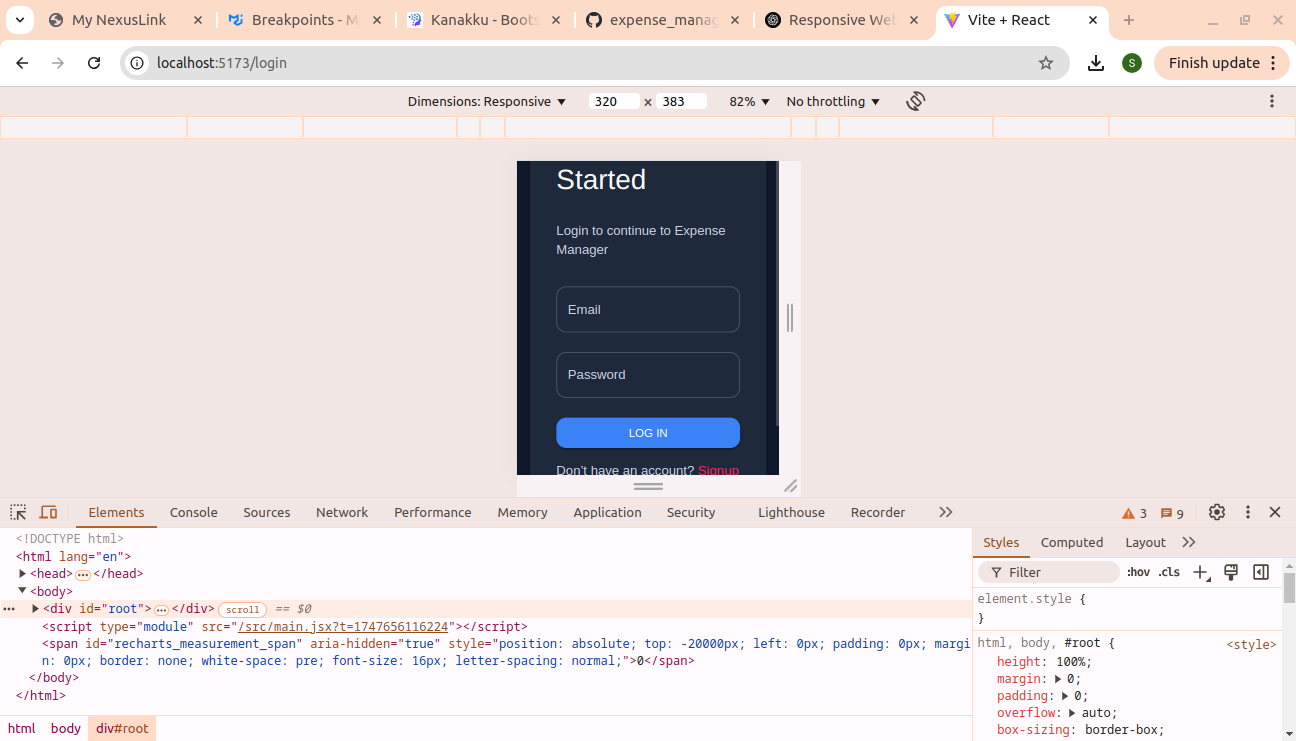 My NexusLink
Breakpoints - M
Kanakku - Boots
expense_manag
Responsive Web
Vite + React
localhost:5173/login
S
Finish update
Dimensions: Responsive
320 × 383
82%
No throttling
Started
Login to continue to Expense
Manager
Email
Password
LOG IN
Don't have an account? Signup
Elements
Console
Sources
Network
Performance
Memory
Application
Security
Lighthouse
Recorder
3
9
<!DOCTYPE html>
<html lang="en">
<head> ••• </head>
<body>
••• <div id="root"> ••• </div> scroll == $0
<script type="module" src="/src/main.jsx?t=1747656116224"></script>
<span id="recharts_measurement_span" aria-hidden="true" style="position: absolute; top: -20000px; left: 0px; padding: 0px; margi
n: 0px; border: none; white-space: pre; font-size: 16px; letter-spacing: normal;">0</span>
</body>
</html>
html body div#root
Styles
Computed
Layout
Filter
:hov .cls
element.style {
}
html, body, #root { <style>
height: 100%;
margin: 0;
padding: 0;
overflow: auto;
box-sizing: border-box;